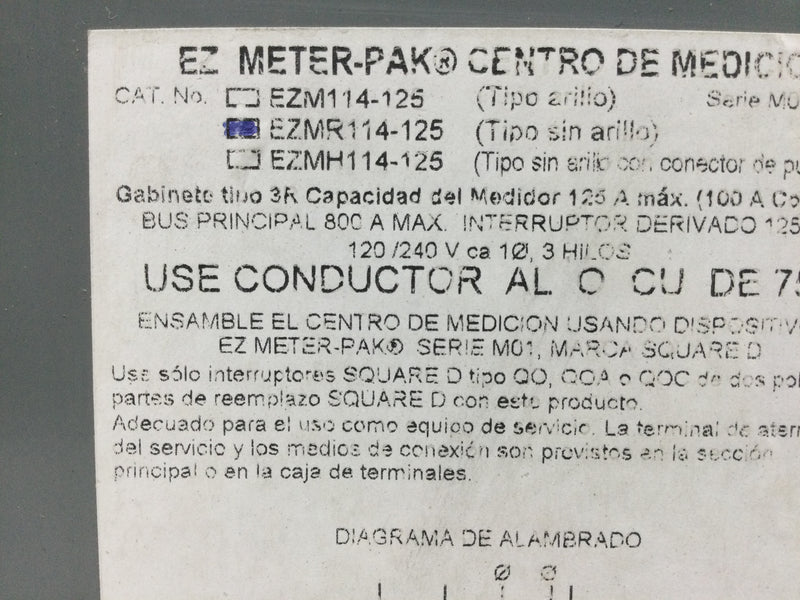 EZ METER-PAK® CENTRO DE MEDICIO
CAT. No. EZM114-125 (Tipo arillo) Serie M0
EZMR114-125 (Tipo sin arillo)
EZMH114-125 (Tipo sin arillo con conector de pu
Gabinete tipo 3R Capacidad del Medidor 125 A máx. (100 A Co
BUS PRINCIPAL 800 A MAX. INTERRUPTOR DERIVADO 125
120/240 V ca 1Ø, 3 HILOS
USE CONDUCTOR AL O CU DE 75
ENSAMBLE EL CENTRO DE MEDICION USANDO DISPOSITIV
EZ METER-PAK® SERIE M01, MARCA SQUARE D
Use sólo interruptores SQUARE D tipo QO, QOA o QOC de dos pol
partes de reemplazo SQUARE D con este producto.
Adecuado para el uso como equipo de servicio. La terminal de aterr
del servicio y los medios de conexión son previstos en la sección
principal o en la caja de terminales.
DIAGRAMA DE ALAMBRADO
Ø Ø